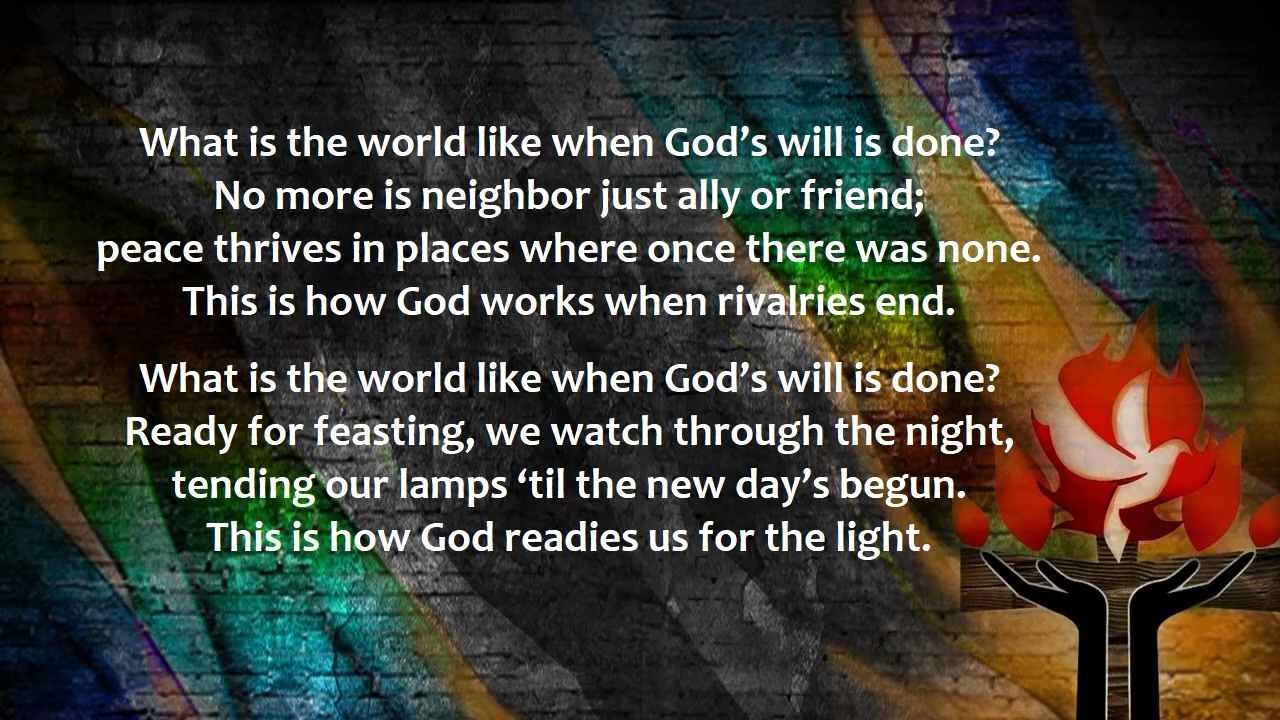 What is the world like when God’s will is done?
No more is neighbor just ally or friend;
peace thrives in places where once there was none.
This is how God works when rivalries end.
What is the world like when God’s will is done?
Ready for feasting, we watch through the night,
tending our lamps ‘til the new day’s begun.
This is how God readies us for the light.